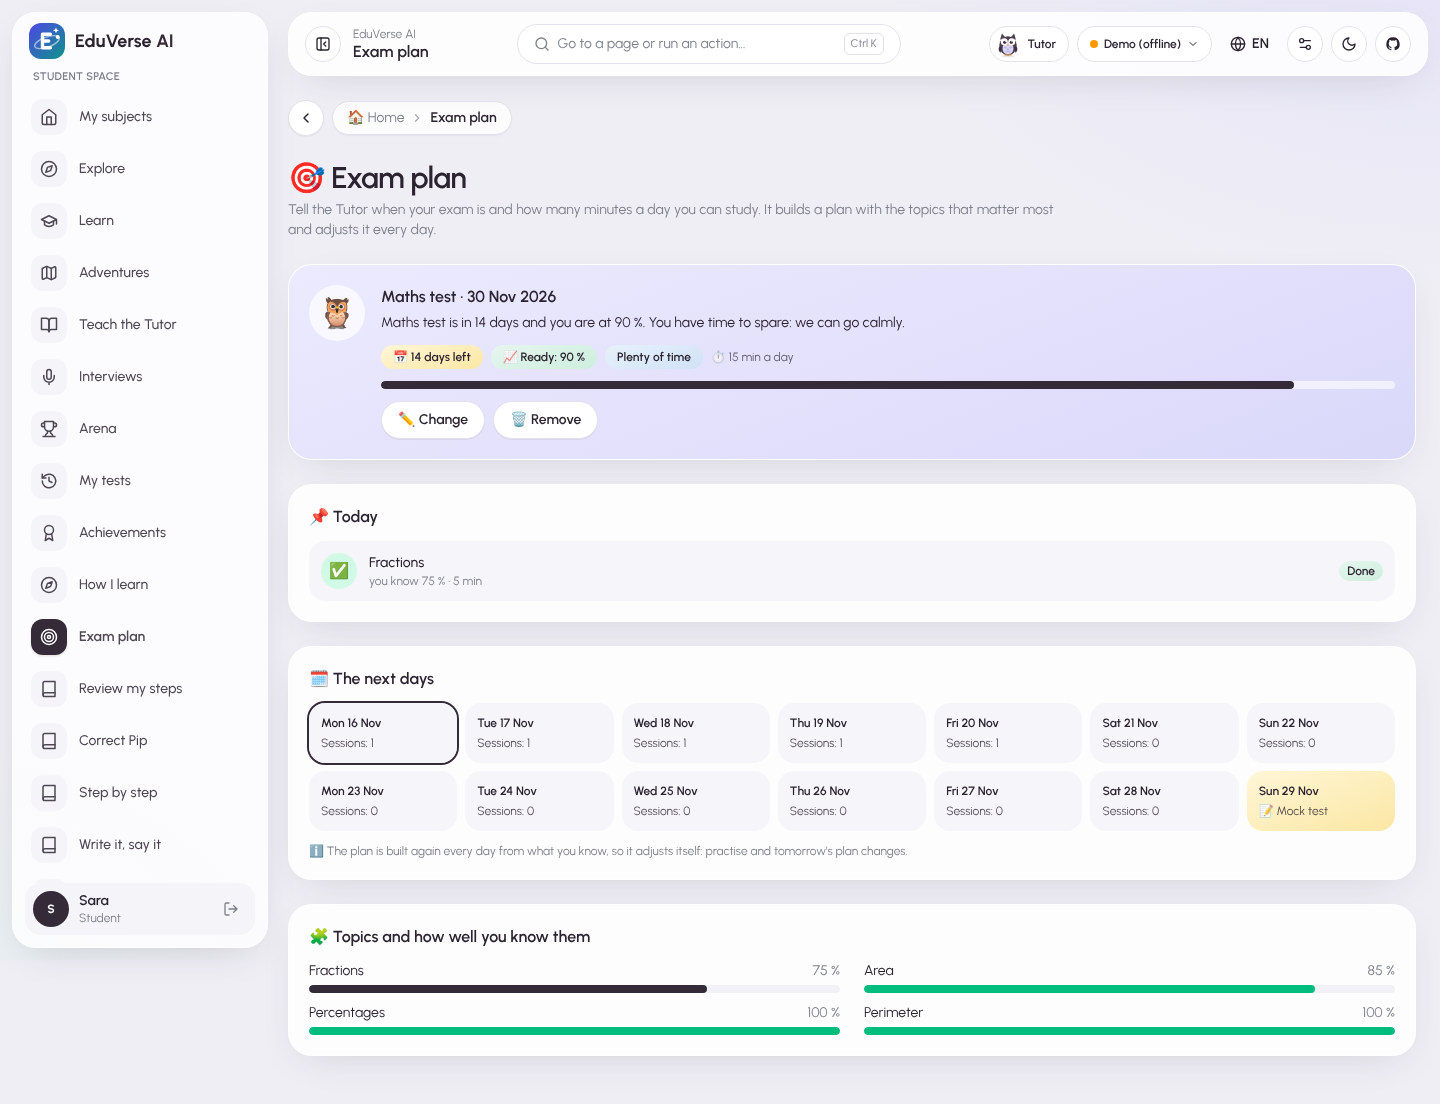 EduVerse AI
STUDENT SPACE
My subjects
Explore
Learn
Adventures
Teach the Tutor
Interviews
Arena
My tests
Achievements
How I learn
Exam plan
Review my steps
Correct Pip
Step by step
Write it, say it
S
Sara
Student
EduVerse AI
Exam plan
Go to a page or run an action...
Ctrl K
Tutor
Demo (offline)
EN
Home
Exam plan
Exam plan
Tell the Tutor when your exam is and how many minutes a day you can study. It builds a plan with the topics that matter most
and adjusts it every day.
Maths test · 30 Nov 2026
Maths test is in 14 days and you are at 90 %. You have time to spare: we can go calmly.
14 days left
Ready: 90 %
Plenty of time
15 min a day
Change
Remove
Today
Fractions
you know 75 % · 5 min
Done
The next days
Mon 16 Nov
Sessions: 1
Tue 17 Nov
Sessions: 1
Wed 18 Nov
Sessions: 1
Thu 19 Nov
Sessions: 1
Fri 20 Nov
Sessions: 1
Sat 21 Nov
Sessions: 0
Sun 22 Nov
Sessions: 0
Mon 23 Nov
Sessions: 0
Tue 24 Nov
Sessions: 0
Wed 25 Nov
Sessions: 0
Thu 26 Nov
Sessions: 0
Fri 27 Nov
Sessions: 0
Sat 28 Nov
Sessions: 0
Sun 29 Nov
Mock test
The plan is built again every day from what you know, so it adjusts itself: practise and tomorrow's plan changes.
Topics and how well you know them
Fractions
75 %
Area
85 %
Percentages
100 %
Perimeter
100 %